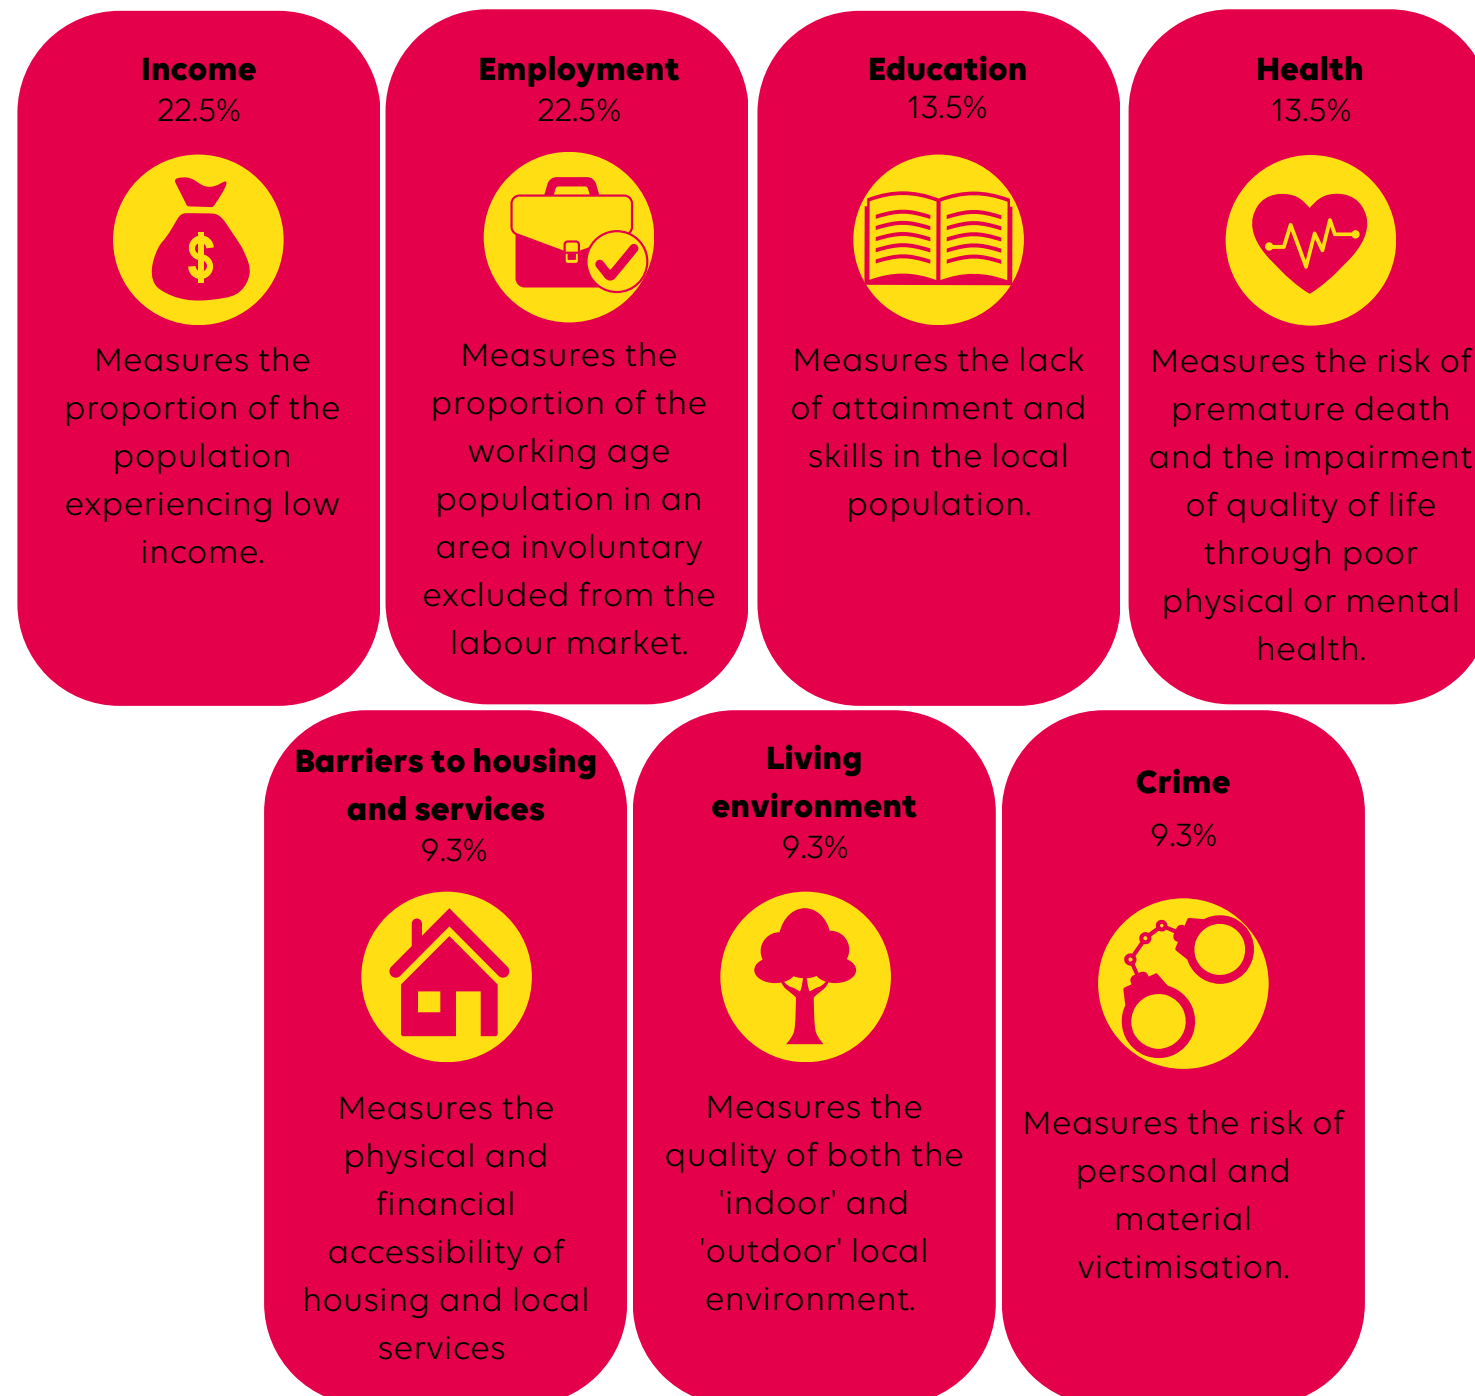 Income
22.5%
$
Measures the
proportion of the
population
experiencing low
income.
Employment
22.5%
Measures the
proportion of the
working age
population in an
area involuntary
excluded from the
labour market.
Education
13.5%
Measures the lack
of attainment and
skills in the local
population.
Health
13.5%
Measures the risk of
premature death
and the impairment
of quality of life
through poor
physical or mental
health.
Barriers to housing
and services
9.3%
Measures the
physical and
financial
accessibility of
housing and local
services
Living
environment
9.3%
Measures the
quality of both the
'indoor' and
'outdoor' local
environment.
Crime
9.3%
Measures the risk of
personal and
material
victimisation.